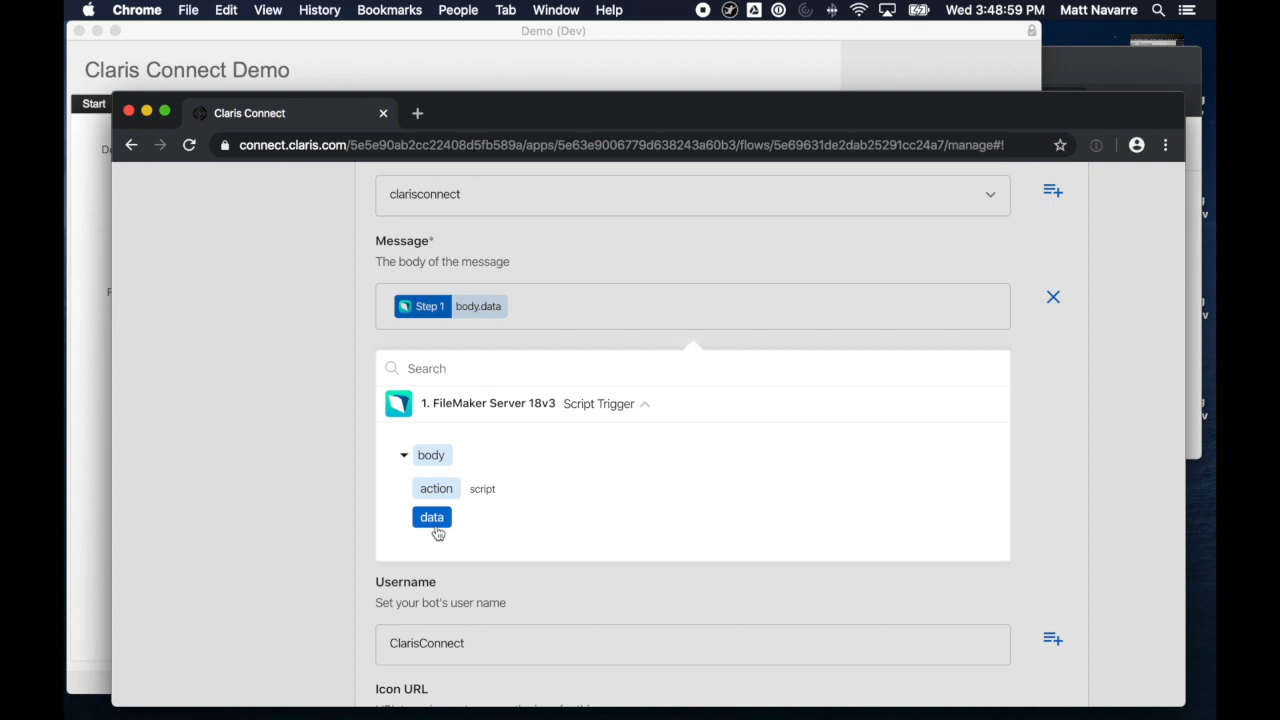 Chrome File Edit View History Bookmarks People Tab Window Help Wed 3:48:59 PM Matt Navarre
Demo (Dev)
Claris Connect Demo
Start
Claris Connect
connect.claris.com/5e5e90ab2cc22408d5fb589a/apps/5e63e9006779d638243a60b3/flows/5e69631de2dab25291cc24a7/manage#!
clarisconnect
Message*
The body of the message
Step 1 body.data
Search
1. FileMaker Server 18v3 Script Trigger
body
action script
data
Username
Set your bot's user name
ClarisConnect
Icon URL